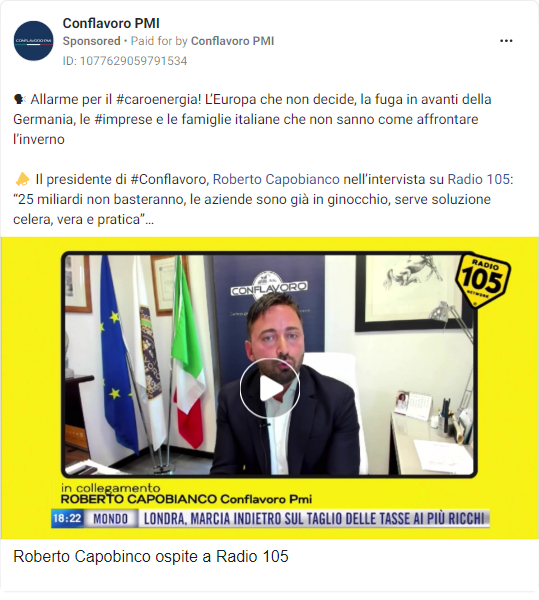 Conflavoro PMI
Sponsored • Paid for by Conflavoro PMI
ID: 1077629059791534
🗣 Allarme per il #caroenergia! L’Europa che non decide, la fuga in avanti della
Germania, le #imprese e le famiglie italiane che non sanno come affrontare
l’inverno
📣 Il presidente di #Conflavoro, Roberto Capobianco nell’intervista su Radio 105:
“25 miliardi non basteranno, le aziende sono già in ginocchio, serve soluzione
celera, vera e pratica”...
RADIO
105
NETWORK
CONFLAVORO
in collegamento
ROBERTO CAPOBIANCO Conflavoro Pmi
18:22 MONDO LONDRA, MARCIA INDIETRO SUL TAGLIO DELLE TASSE AI PIÙ RICCHI
Roberto Capobinco ospite a Radio 105